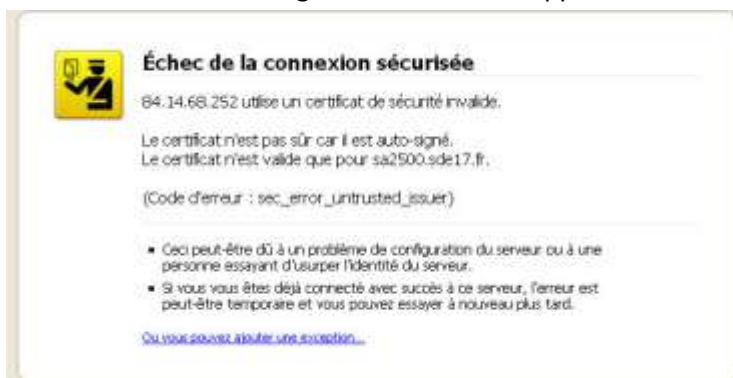 Échec de la connexion sécurisée
84.14.68.252 utilise un certificat de sécurité invalide.
Le certificat n'est pas sûr car il est auto-signé.
Le certificat n'est valide que pour sa2500.sde17.fr.
(Code d'erreur : sec_error_untrusted_issuer)
▪ Ceci peut-être dû à un problème de configuration du serveur ou à une
personne essayant d'usurper l'identité du serveur.
▪ Si vous vous êtes déjà connecté avec succès à ce serveur, l'erreur est
peut-être temporaire et vous pouvez essayer à nouveau plus tard.
Ou vous pouvez ajouter une exception...